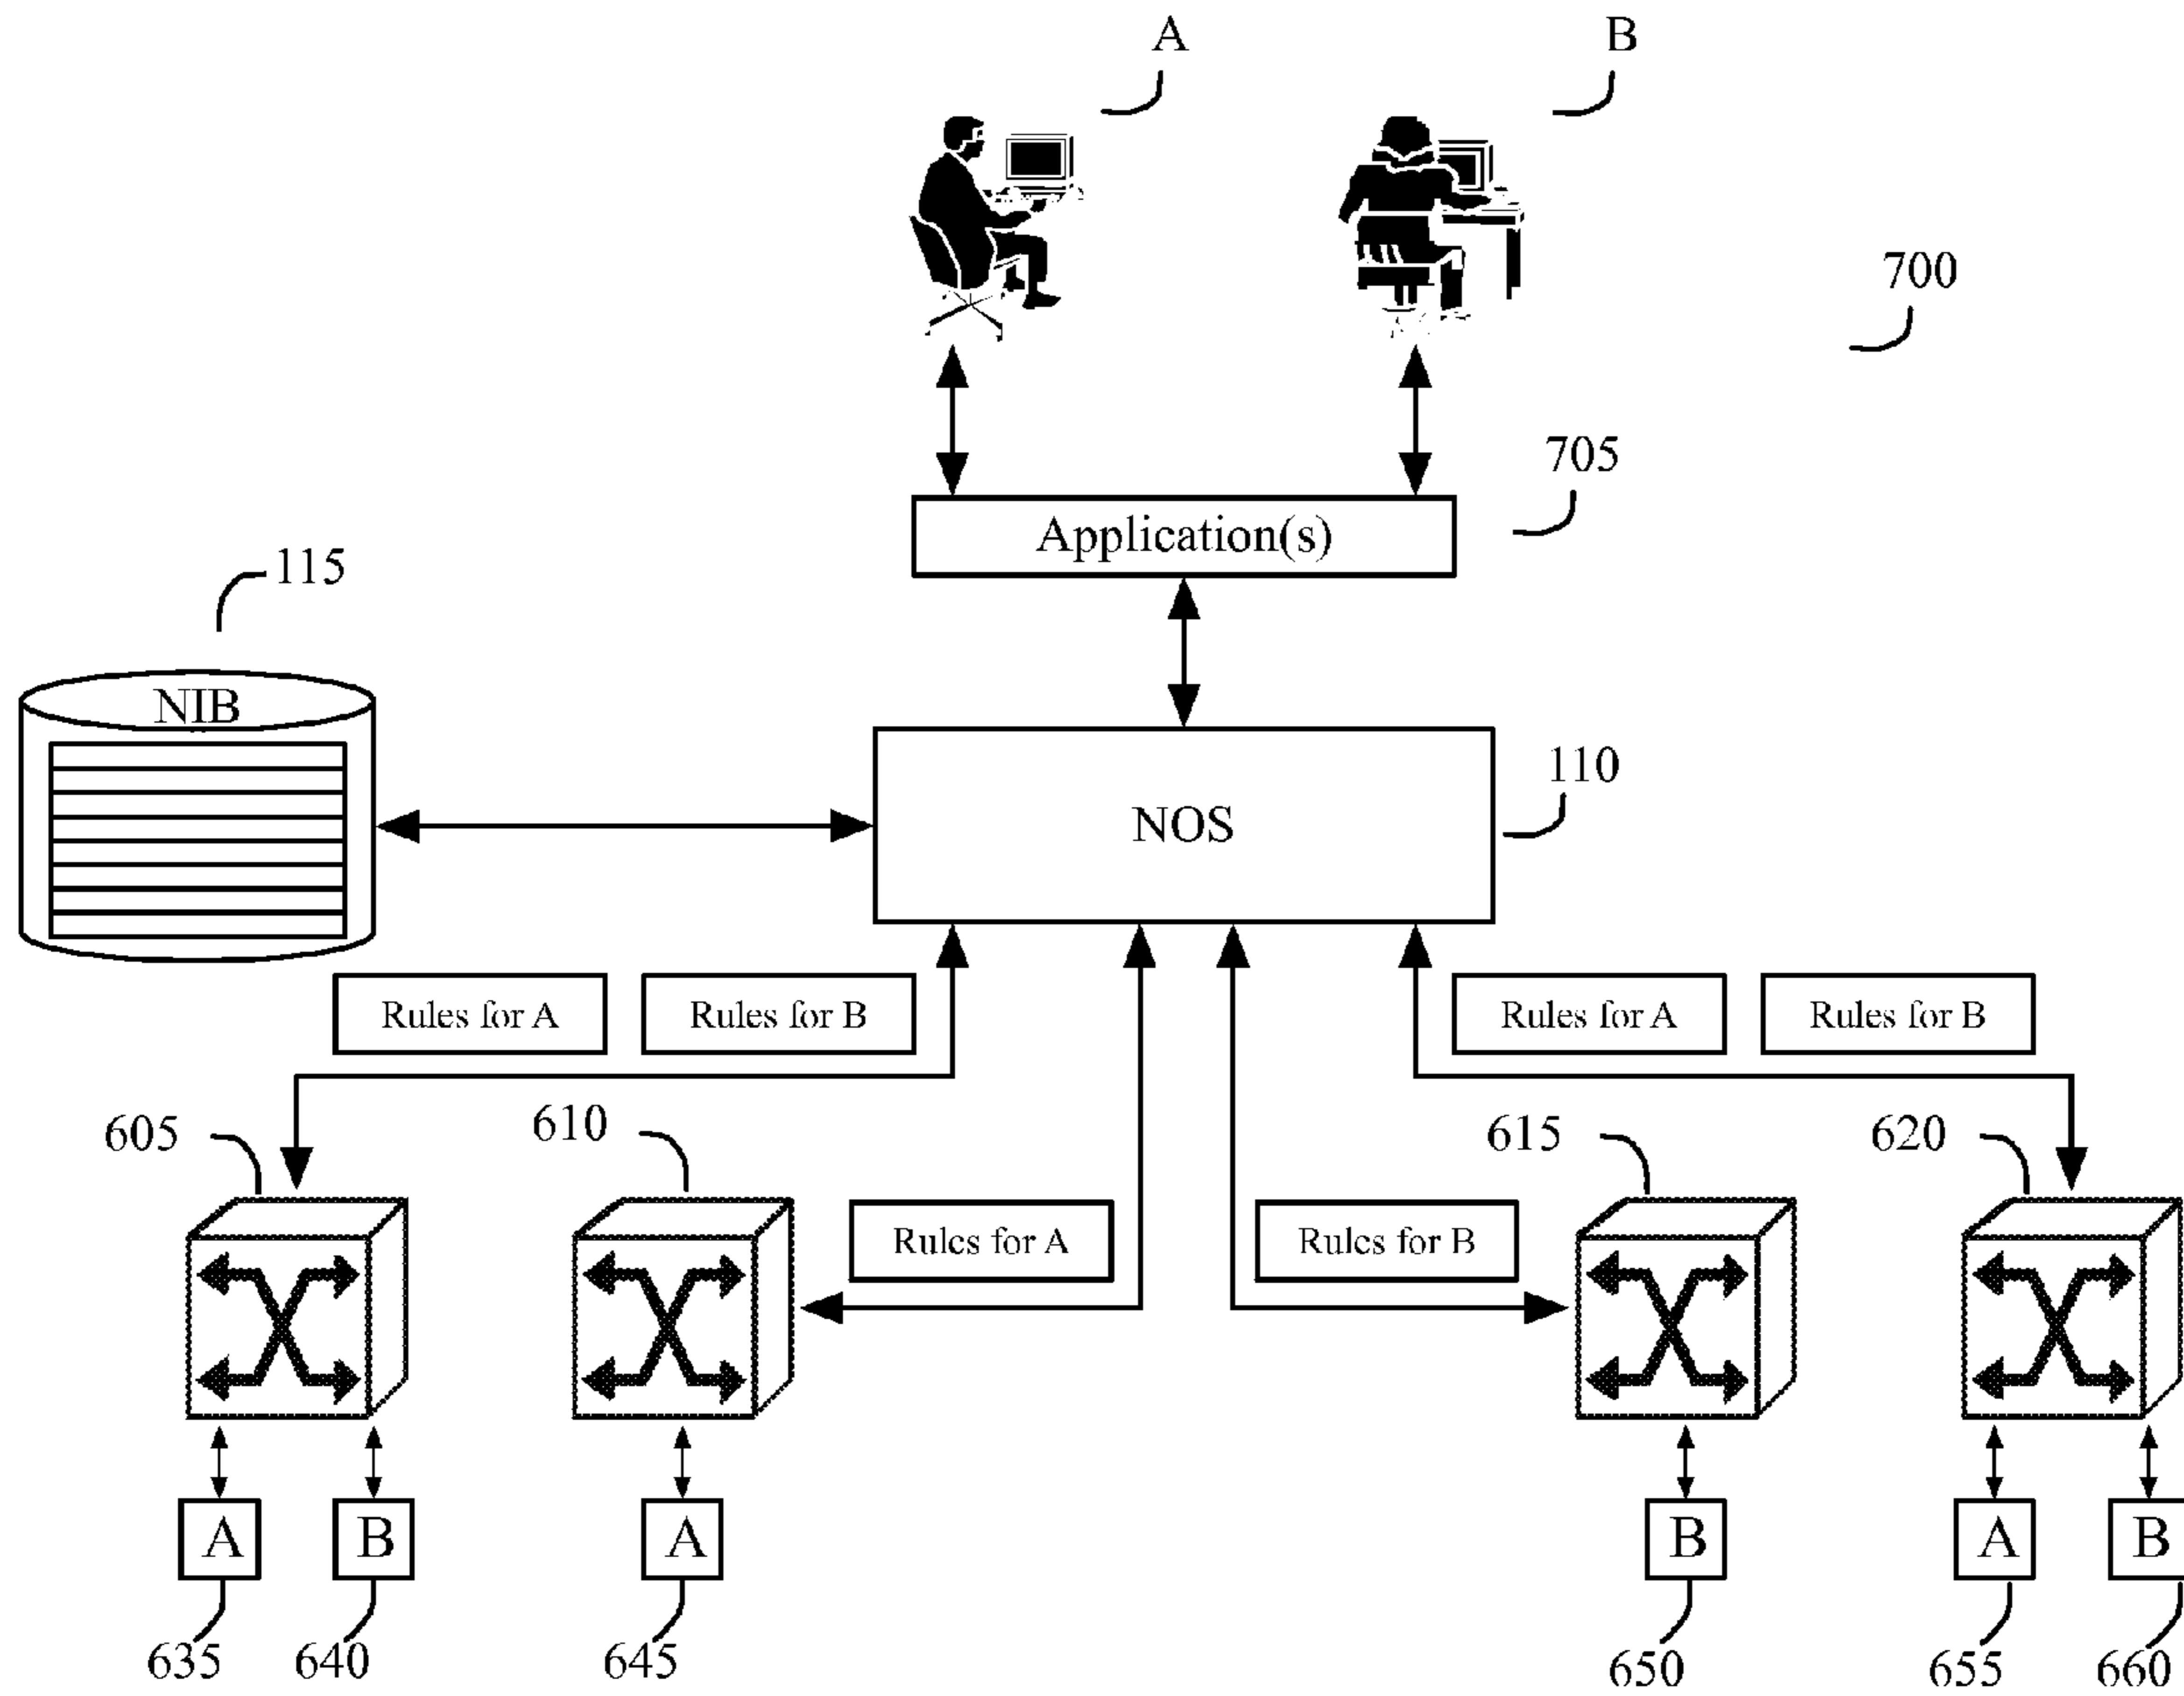 A
B
700
705
Application(s)
115
NIB
110
NOS
Rules for A
Rules for B
Rules for A
Rules for B
605
610
615
620
Rules for A
Rules for B
A
B
A
B
A
B
635
640
645
650
655
660